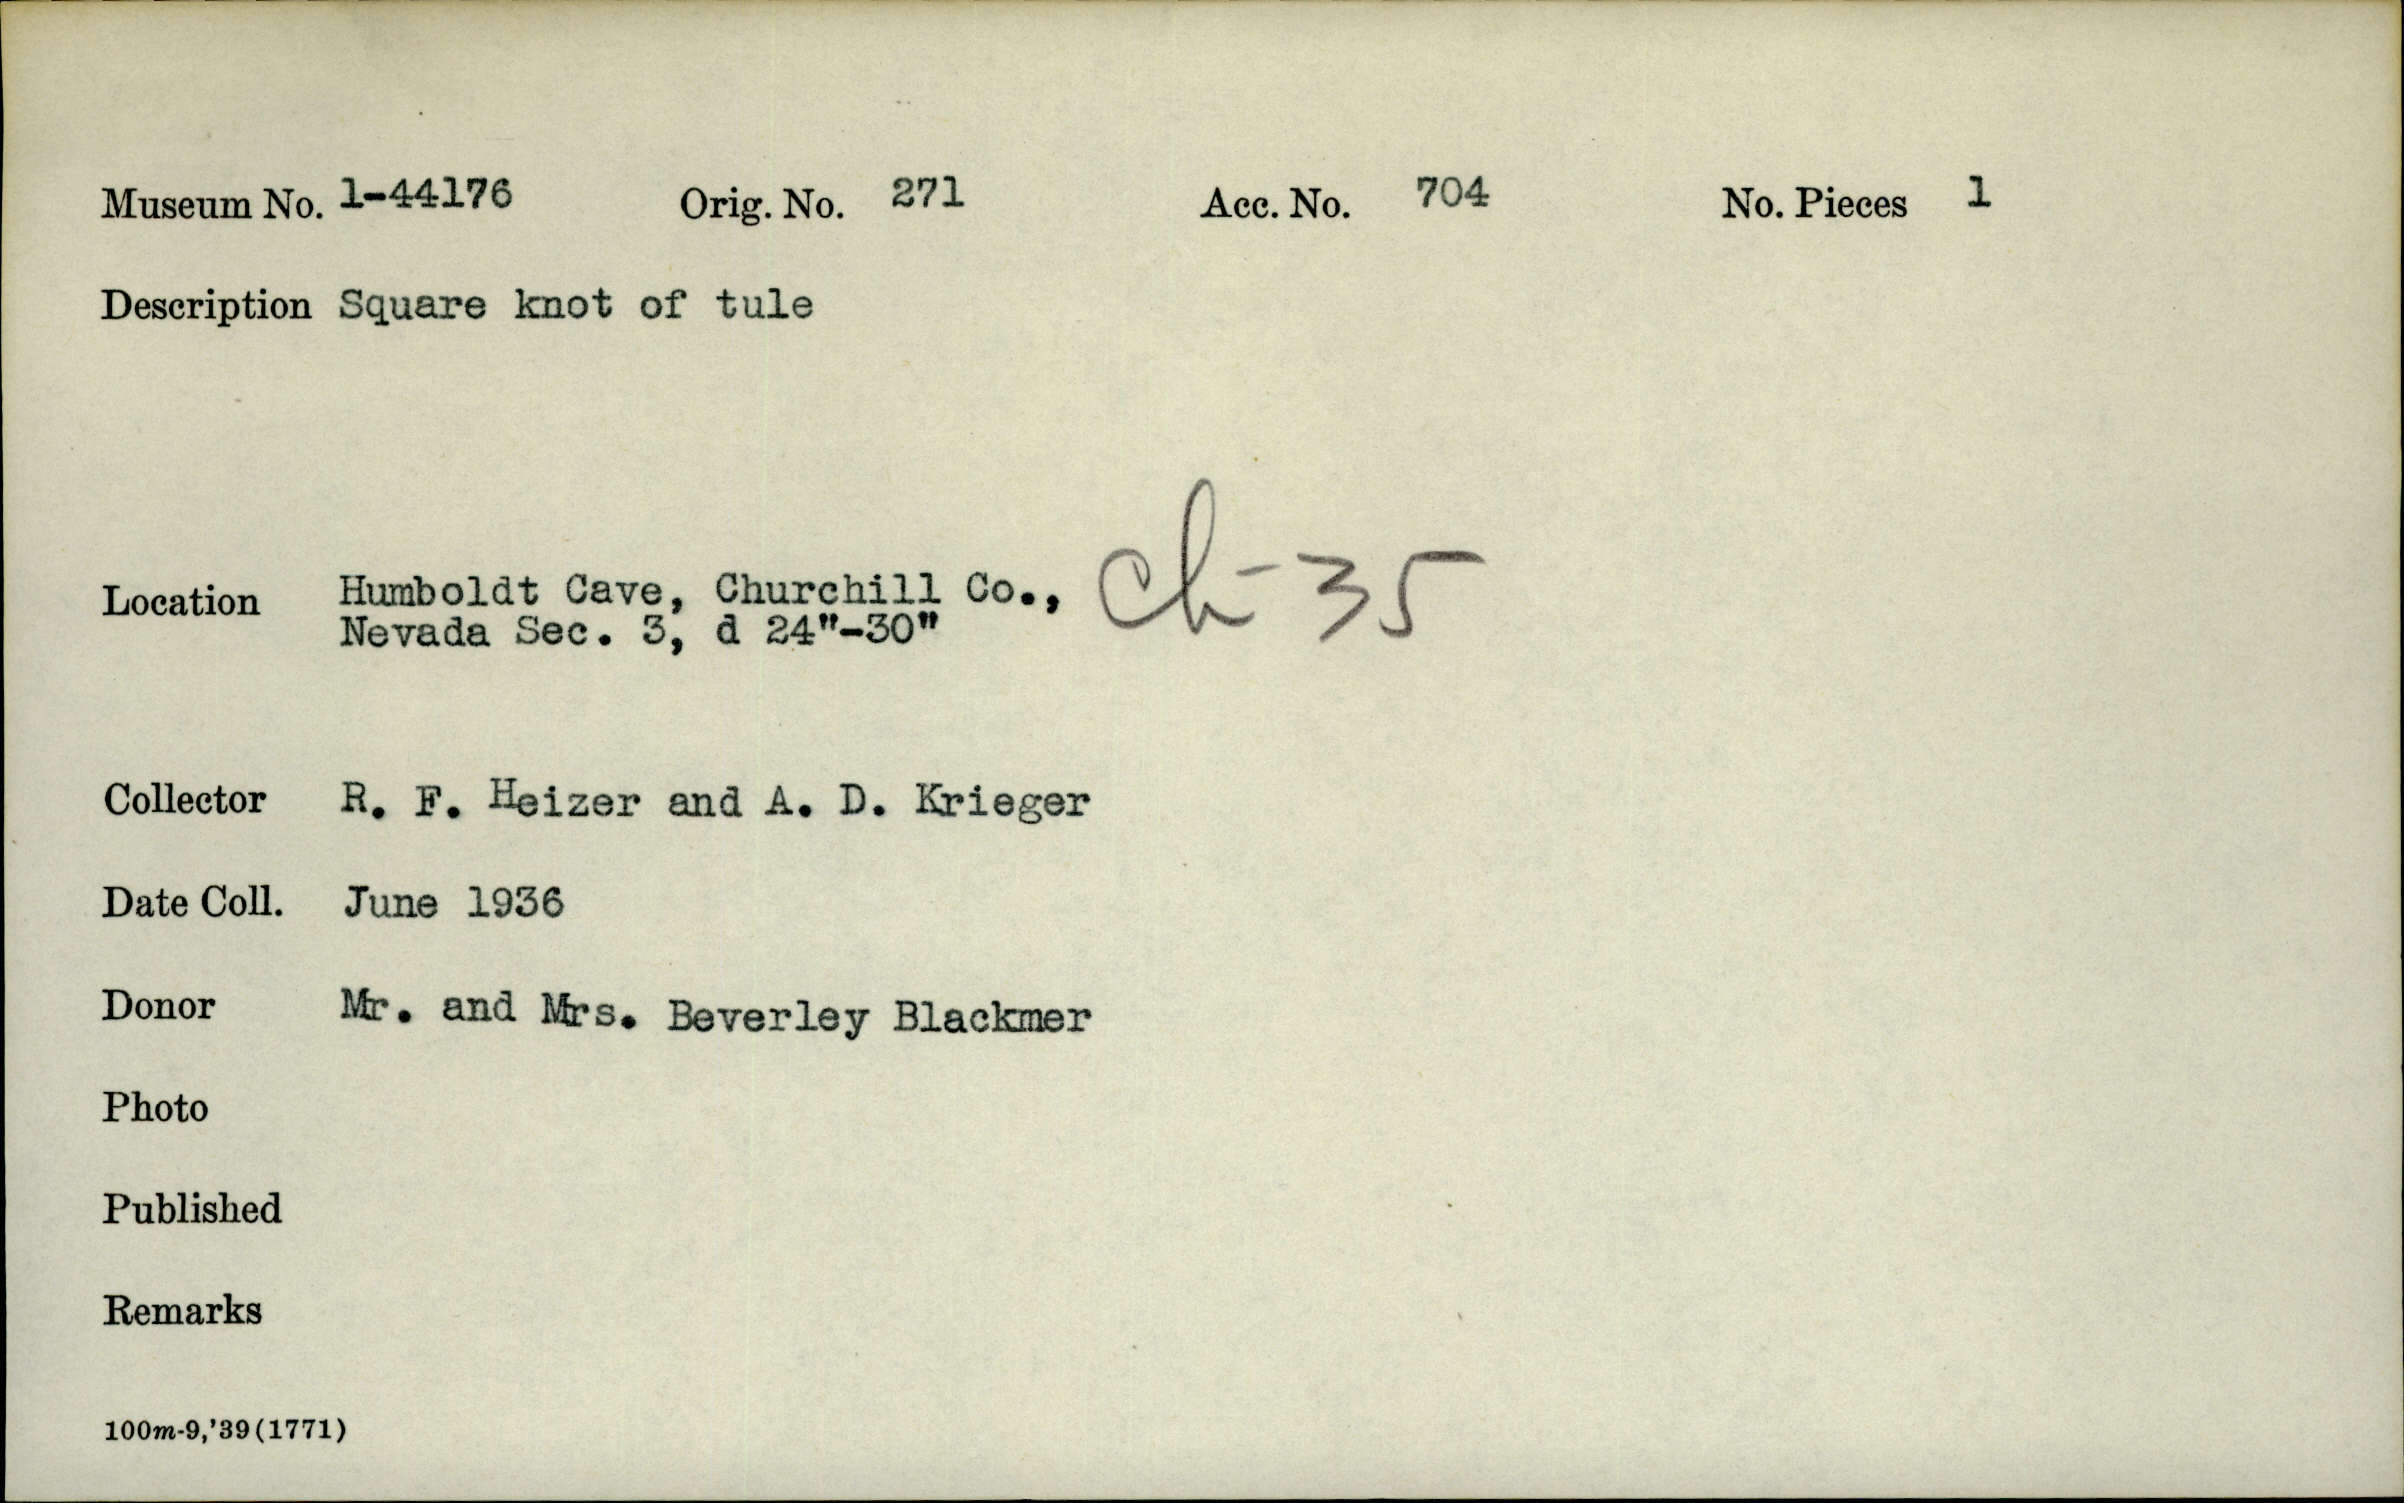 Museum No. 1-44176 Orig. No. 271 Acc. No. 704 No. Pieces 1
Description Square knot of tule
Location Humboldt Cave, Churchill Co., Ch-35
Nevada Sec. 3, d 24"-30"
Collector R. F. Heizer and A. D. Krieger
Date Coll. June 1936
Donor Mr. and Mrs. Beverley Blackmer
Photo
Published
Remarks
100m-9,'39(1771)